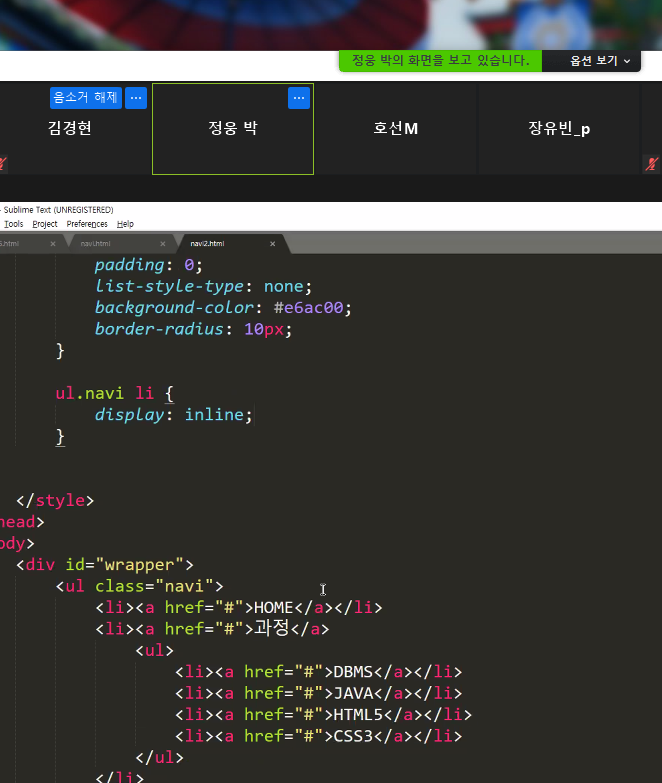 정웅 박의 화면을 보고 있습니다. 옵션 보기
음소거 해제 ...
...
김경현
정웅 박
호선M
장유빈_p
- Sublime Text (UNREGISTERED)
Tools Project Preferences Help
.html ×
navi.html ×
navi2.html ×
padding: 0;
list-style-type: none;
background-color: #e6ac00;
border-radius: 10px;
}
ul.navi li {
display: inline;
}
</style>
head>
ody>
<div id="wrapper">
<ul class="navi">
<li><a href="#">HOME</a></li>
<li><a href="#">과정</a>
<ul>
<li><a href="#">DBMS</a></li>
<li><a href="#">JAVA</a></li>
<li><a href="#">HTML5</a></li>
<li><a href="#">CSS3</a></li>
</ul>
</li>